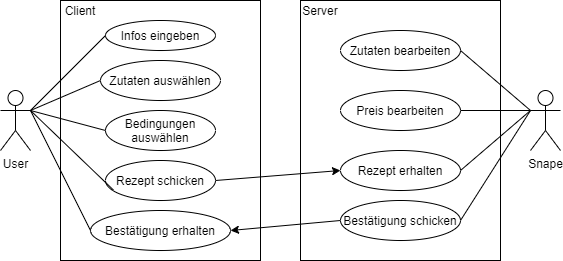 Client
Infos eingeben
Zutaten auswählen
Bedingungen
auswählen
Rezept schicken
Bestätigung erhalten
User
Server
Zutaten bearbeiten
Preis bearbeiten
Rezept erhalten
Bestätigung schicken
Snape